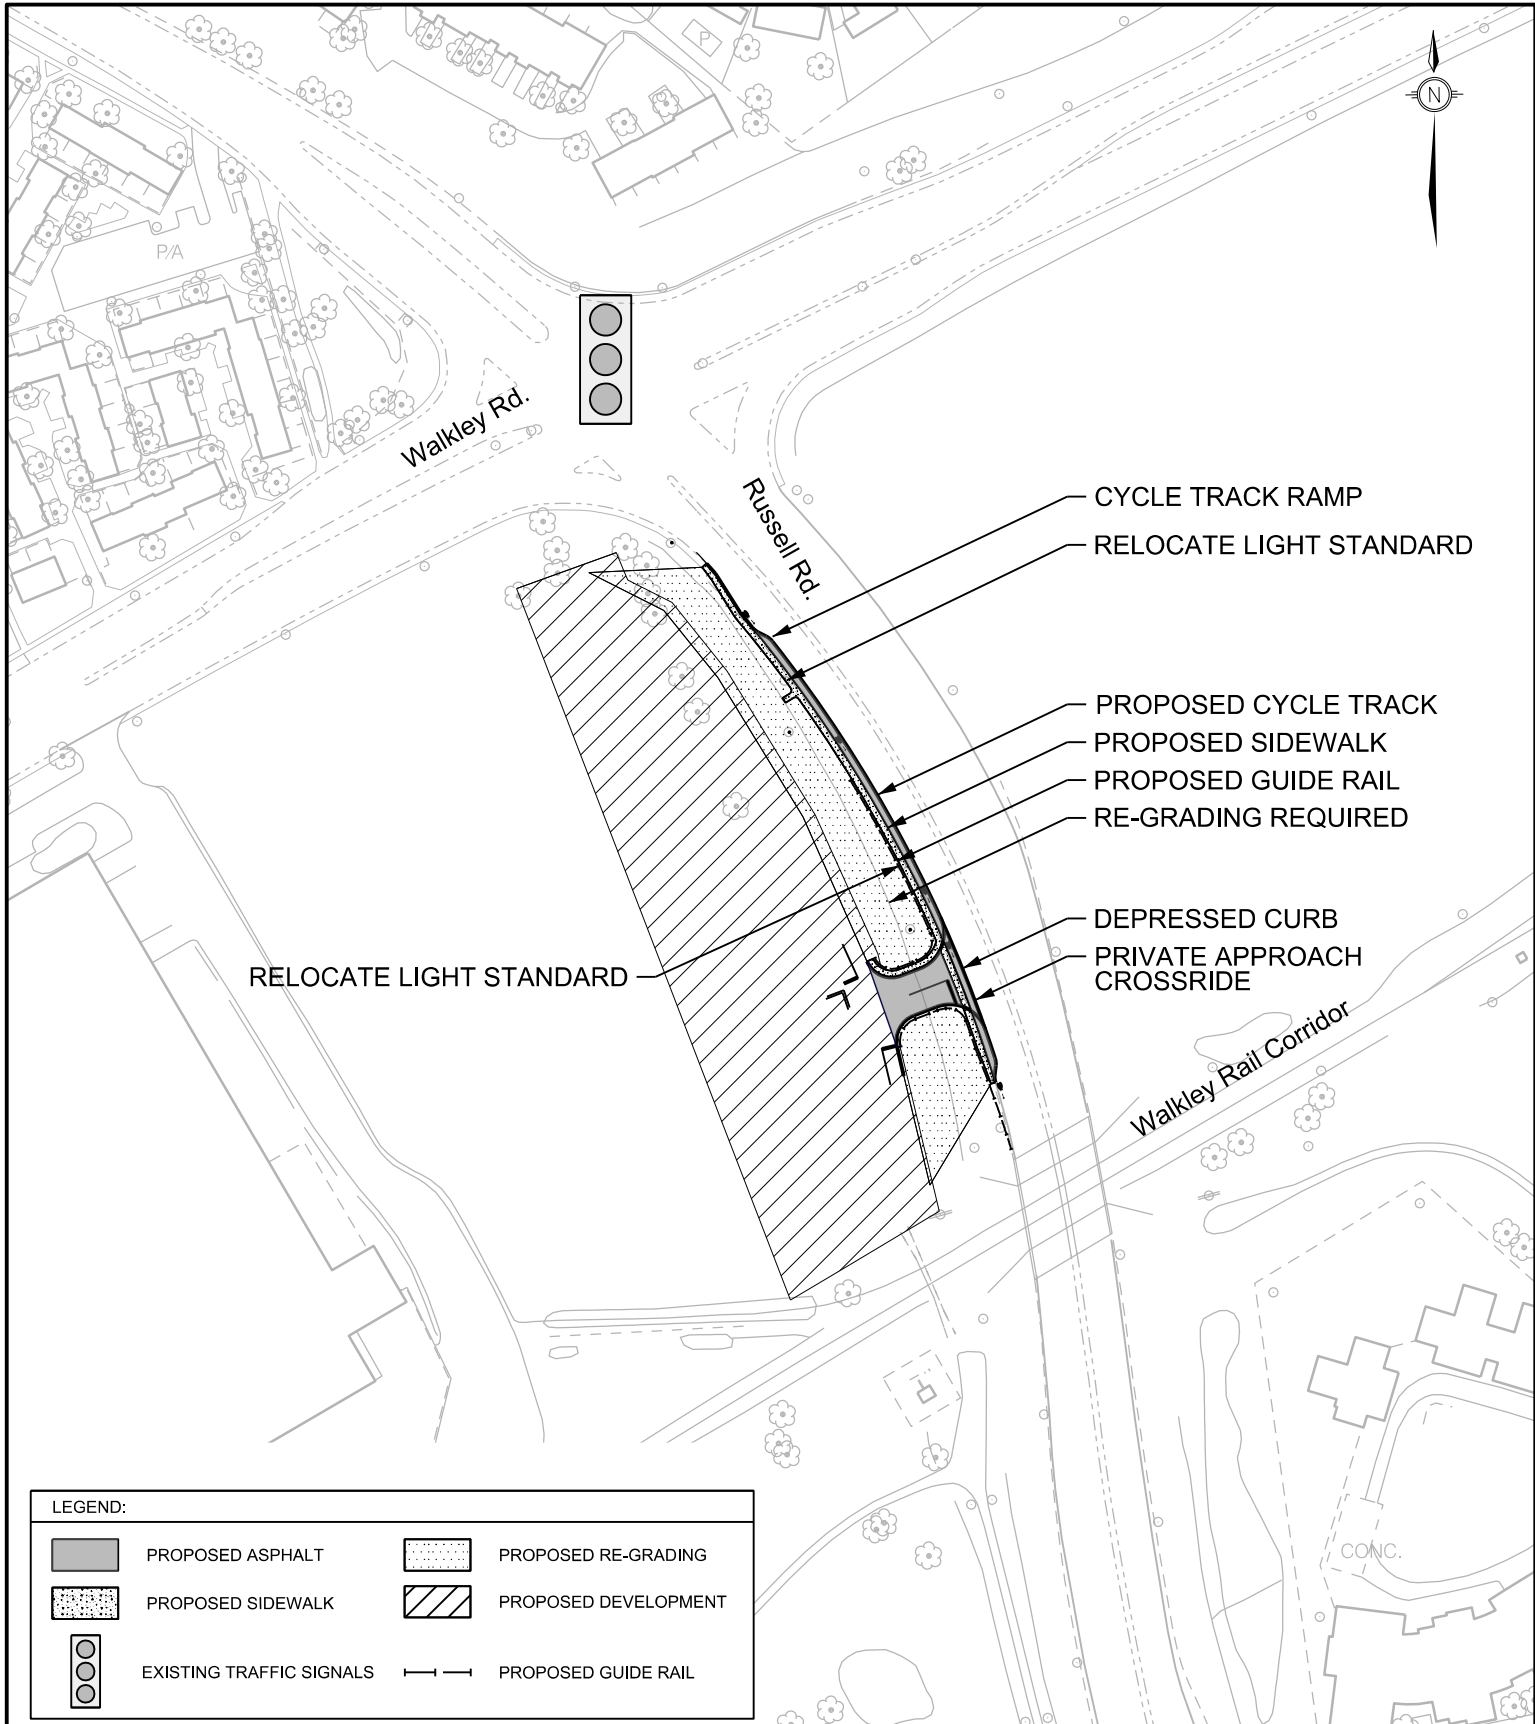 P
N
P/A
Walkley Rd.
Russell Rd.
CYCLE TRACK RAMP
RELOCATE LIGHT STANDARD
PROPOSED CYCLE TRACK
PROPOSED SIDEWALK
PROPOSED GUIDE RAIL
RE-GRADING REQUIRED
DEPRESSED CURB
PRIVATE APPROACH
CROSSRIDE
RELOCATE LIGHT STANDARD
Walkley Rail Corridor
CONC.
LEGEND:
PROPOSED ASPHALT
PROPOSED RE-GRADING
PROPOSED SIDEWALK
PROPOSED DEVELOPMENT
EXISTING TRAFFIC SIGNALS
PROPOSED GUIDE RAIL